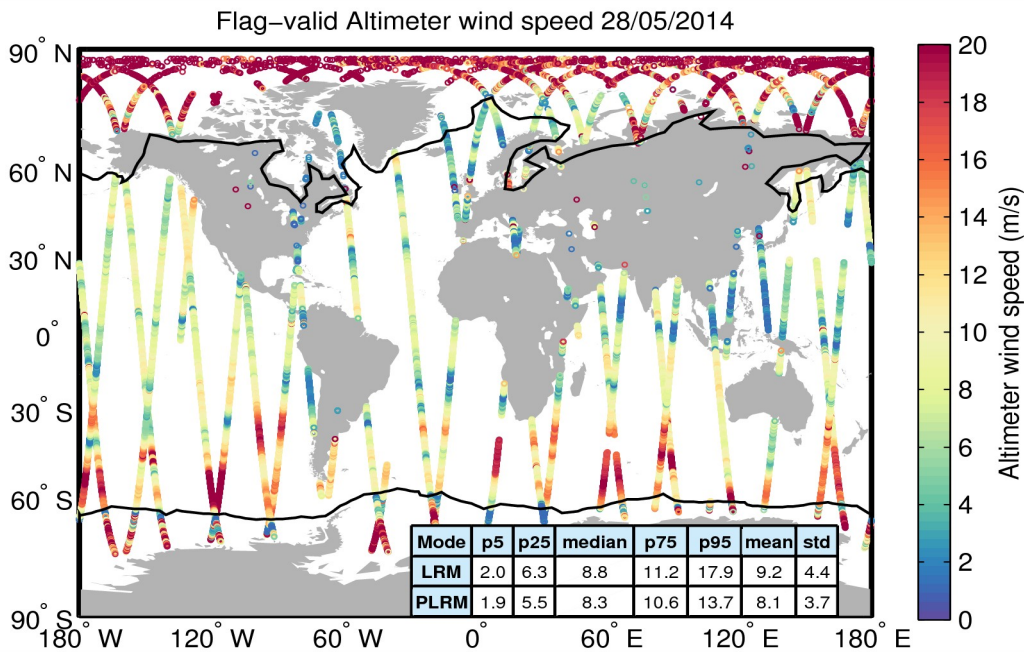 Flag−valid Altimeter wind speed 28/05/2014
90° N
60° N
30° N
0°
30° S
60° S
90° S
180° W
120° W
60° W
0°
60° E
120° E
180° E
Mode p5 p25 median p75 p95 mean std
LRM 2.0 6.3 8.8 11.2 17.9 9.2 4.4
PLRM 1.9 5.5 8.3 10.6 13.7 8.1 3.7
20
18
16
14
12
10
8
6
4
2
0
Altimeter wind speed (m/s)